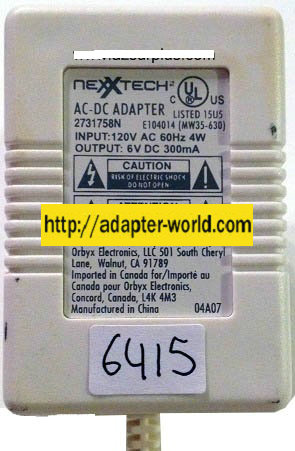 NEXXTECH
AC-DC ADAPTER
C UL US
LISTED 15U5
2731758N
E104014 (MW35-630)
INPUT:120V AC 60Hz 4W
OUTPUT: 6V DC 300mA
CAUTION
RISK OF ELECTRIC SHOCK
DO NOT OPEN
http://adapter-world.com
Orbyx Electronics, LLC 501 South Cheryl
Lane, Walnut, CA 91789
Imported in Canada for/Importé au
Canada pour Orbyx Electronics,
Concord, Canada, L4K 4M3
Manufactured in China 04A07
6415